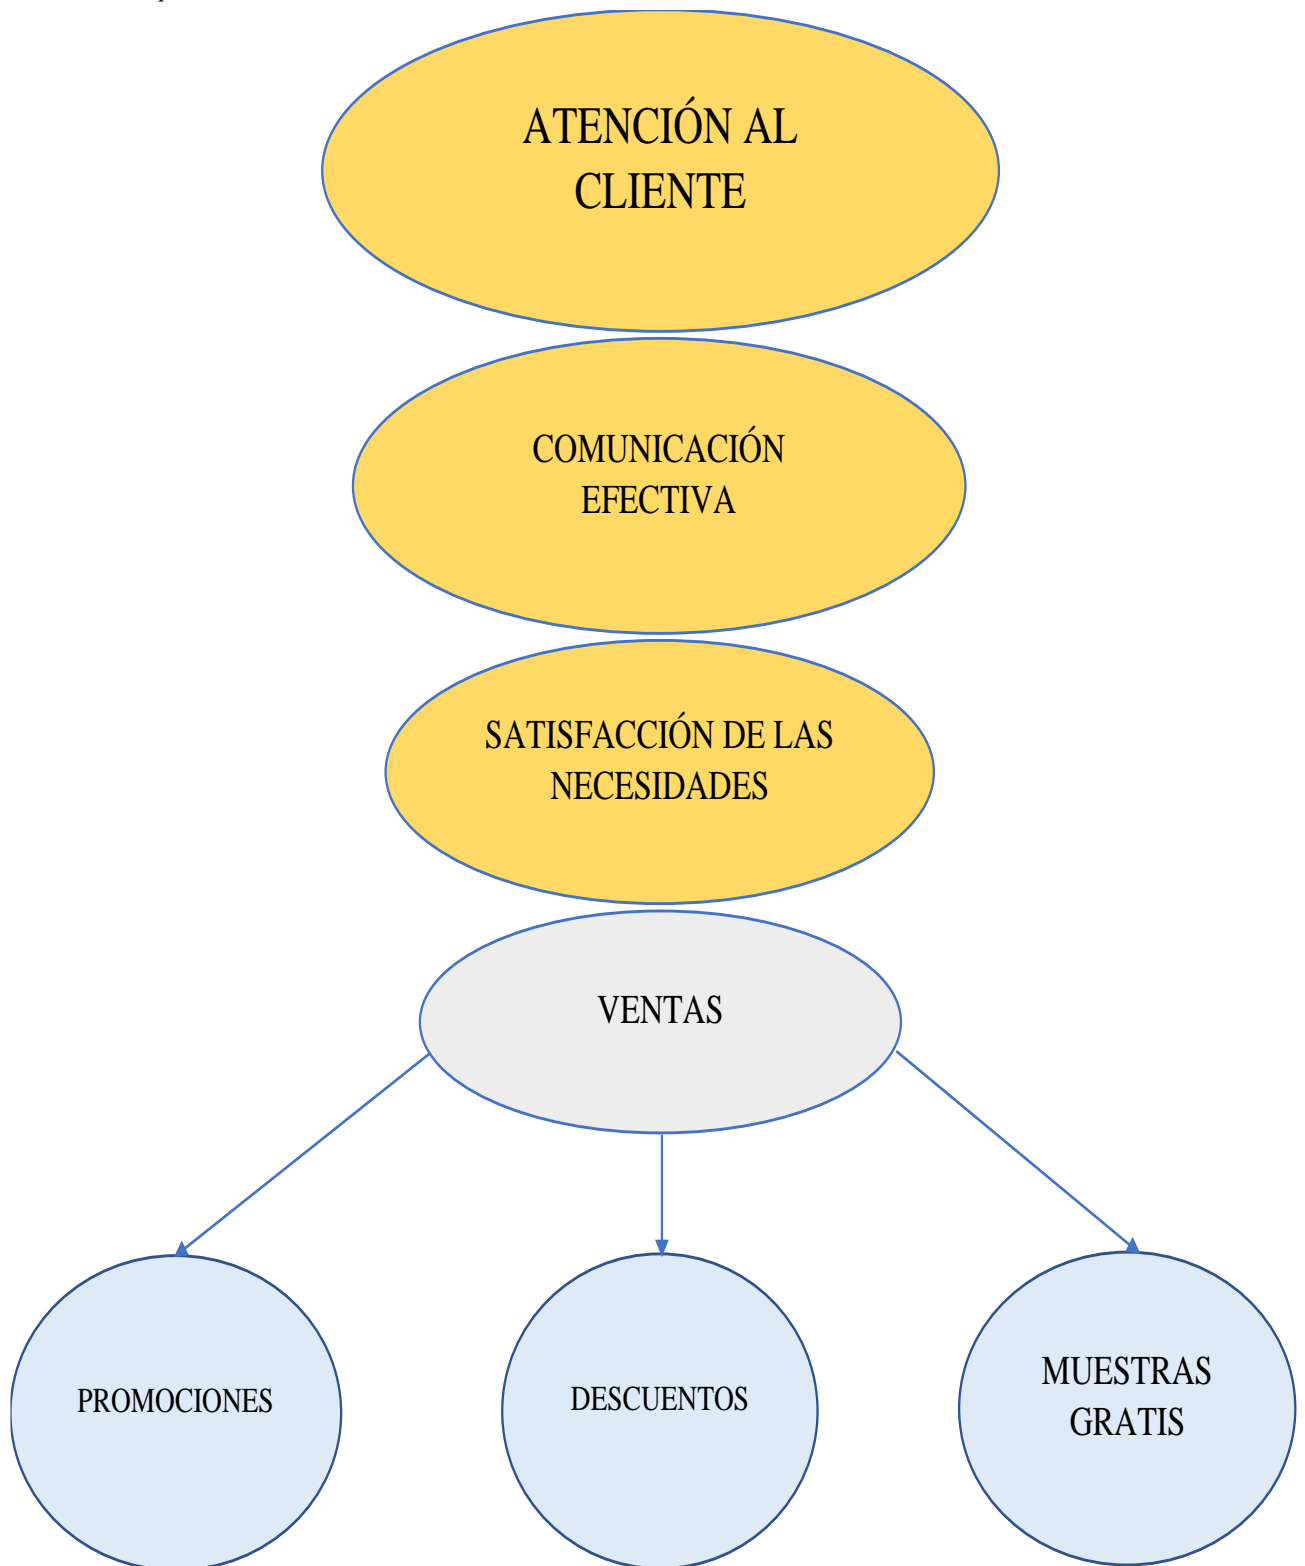 ATENCIÓN AL
CLIENTE
COMUNICACIÓN
EFECTIVA
SATISFACCIÓN DE LAS
NECESIDADES
VENTAS
PROMOCIONES
DESCUENTOS
MUESTRAS
GRATIS